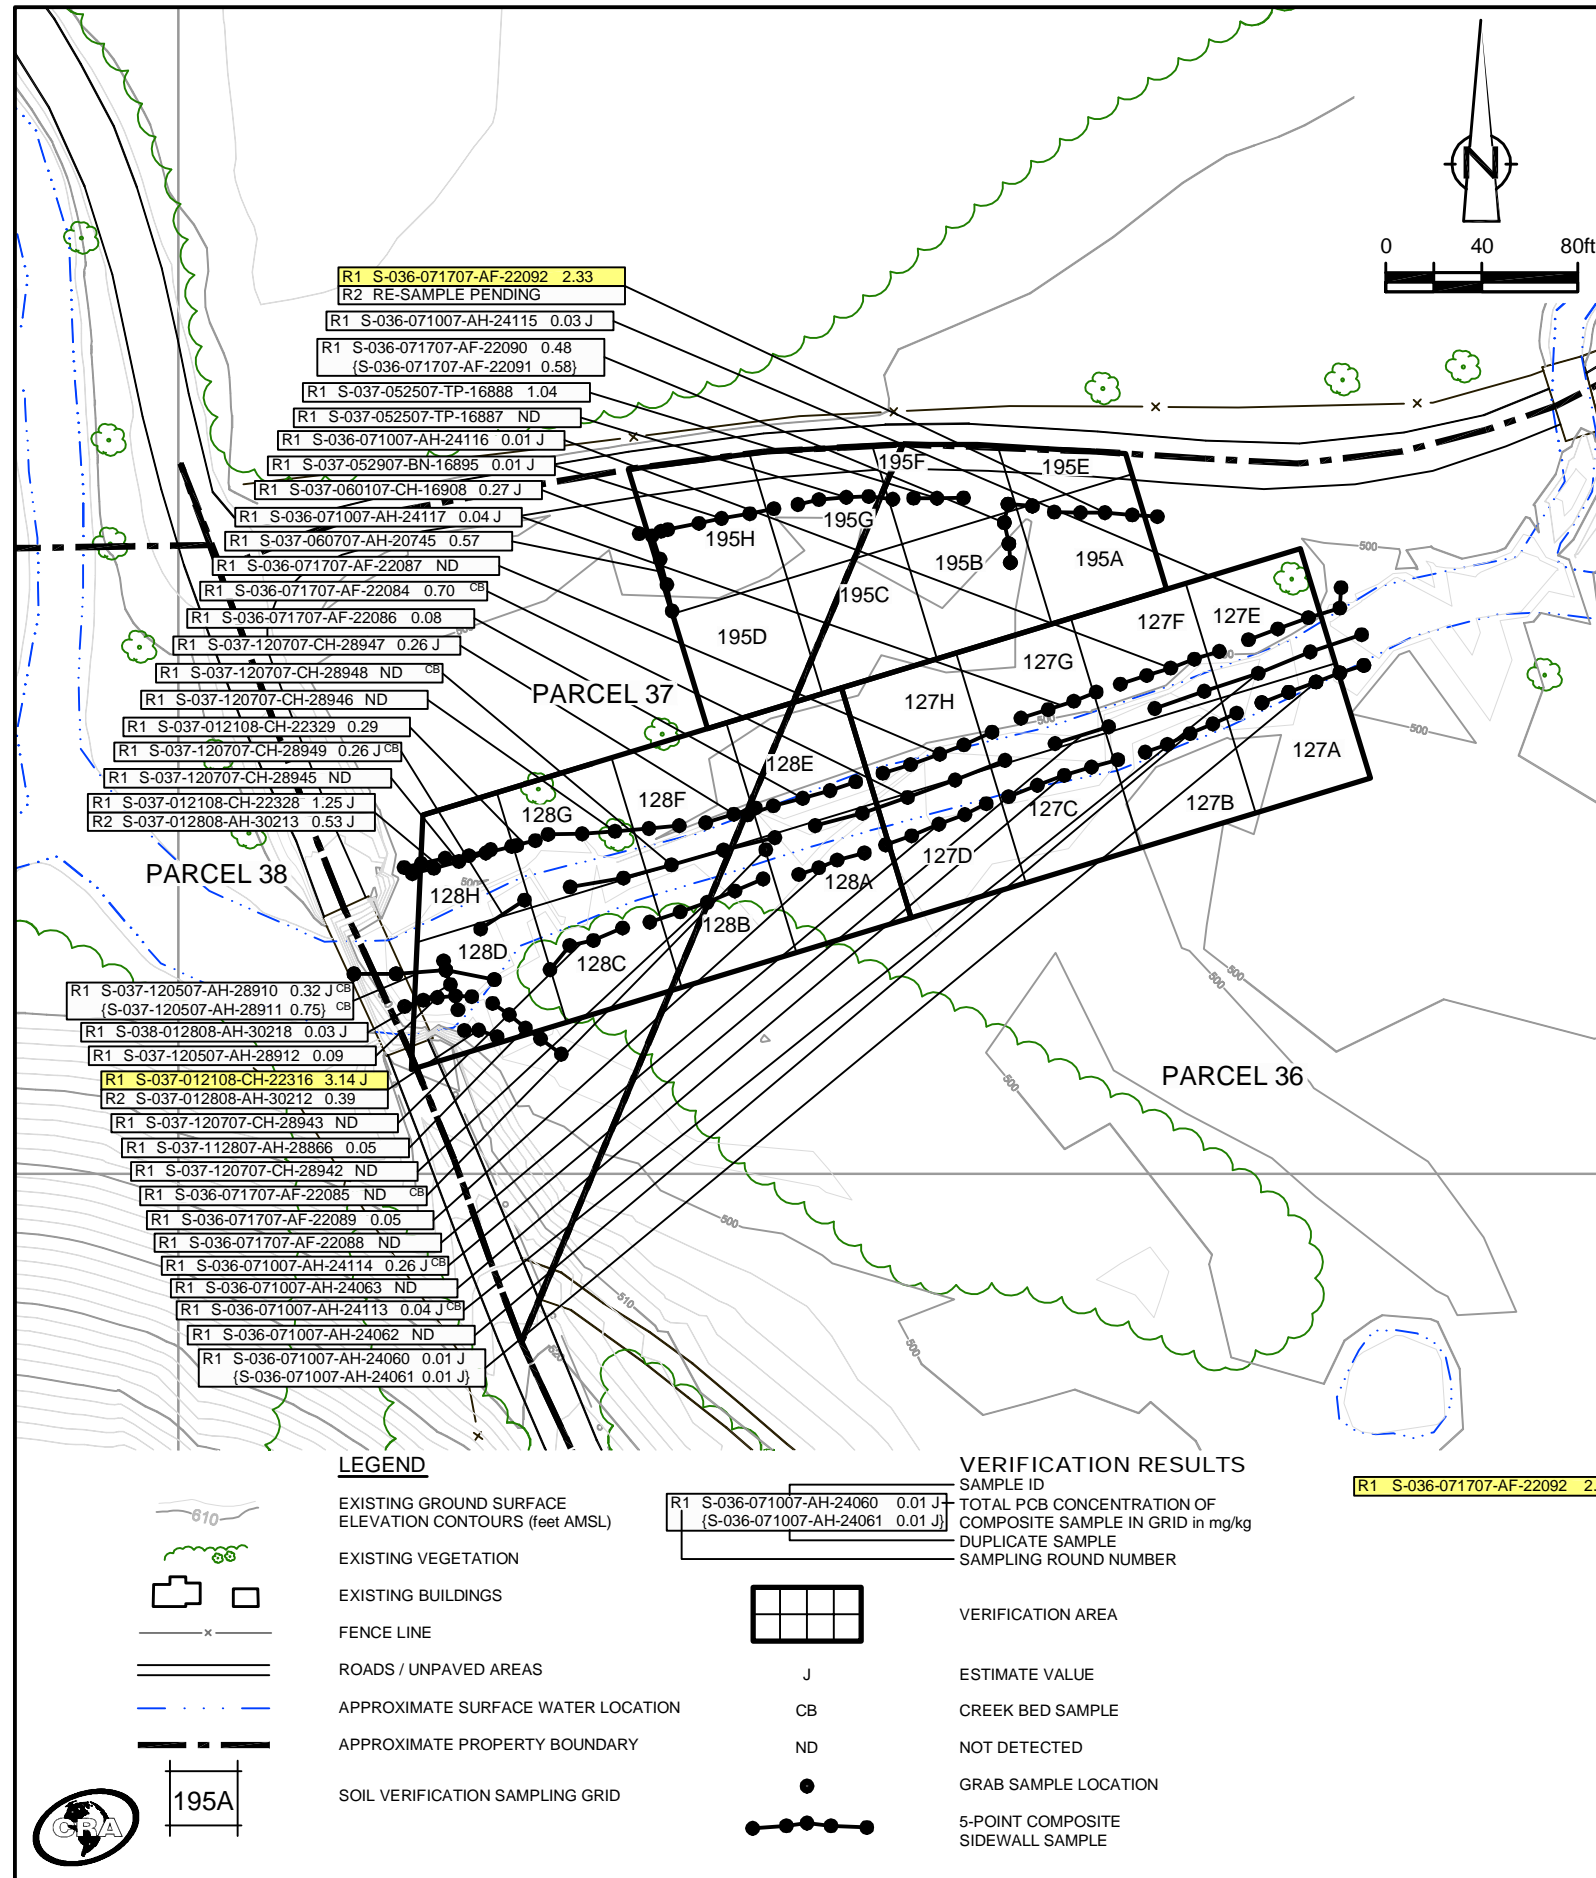 N
0 40 80ft
R1 S-036-071707-AF-22092 2.33
R2 RE-SAMPLE PENDING
R1 S-036-071007-AH-24115 0.03 J
R1 S-036-071707-AF-22090 0.48
{S-036-071707-AF-22091 0.58}
R1 S-037-052507-TP-16888 1.04
R1 S-037-052507-TP-16887 ND
R1 S-036-071007-AH-24116 0.01 J
R1 S-037-052907-BN-16895 0.01 J
R1 S-037-060107-CH-16908 0.27 J
R1 S-036-071007-AH-24117 0.04 J
R1 S-037-060707-AH-20745 0.57
R1 S-036-071707-AF-22087 ND
R1 S-036-071707-AF-22084 0.70 CB
R1 S-036-071707-AF-22086 0.08
R1 S-037-120707-CH-28947 0.26 J
R1 S-037-120707-CH-28948 ND CB
R1 S-037-120707-CH-28946 ND
R1 S-037-012108-CH-22329 0.29
R1 S-037-120707-CH-28949 0.26 J CB
R1 S-037-120707-CH-28945 ND
R1 S-037-012108-CH-22328 1.25 J
R2 S-037-012808-AH-30213 0.53 J
195F
195E
195G
195H
195B
195A
195C
195D
127F
127E
127G
127H
127A
127B
127C
127D
128E
128F
128G
128A
128H
128B
128D
128C
PARCEL 37
PARCEL 38
PARCEL 36
500
500
500
500
500
500
500
500
500
510
520
R1 S-037-120507-AH-28910 0.32 J CB
{S-037-120507-AH-28911 0.75} CB
R1 S-038-012808-AH-30218 0.03 J
R1 S-037-120507-AH-28912 0.09
R1 S-037-012108-CH-22316 3.14 J
R2 S-037-012808-AH-30212 0.39
R1 S-037-120707-CH-28943 ND
R1 S-037-112807-AH-28866 0.05
R1 S-037-120707-CH-28942 ND
R1 S-036-071707-AF-22085 ND CB
R1 S-036-071707-AF-22089 0.05
R1 S-036-071707-AF-22088 ND
R1 S-036-071007-AH-24114 0.26 J CB
R1 S-036-071007-AH-24063 ND
R1 S-036-071007-AH-24113 0.04 J CB
R1 S-036-071007-AH-24062 ND
R1 S-036-071007-AH-24060 0.01 J
{S-036-071007-AH-24061 0.01 J}
LEGEND
610
EXISTING GROUND SURFACE
ELEVATION CONTOURS (feet AMSL)
EXISTING VEGETATION
EXISTING BUILDINGS
FENCE LINE
ROADS / UNPAVED AREAS
APPROXIMATE SURFACE WATER LOCATION
APPROXIMATE PROPERTY BOUNDARY
195A
SOIL VERIFICATION SAMPLING GRID
CRA
VERIFICATION RESULTS
R1 S-036-071007-AH-24060 0.01 J
{S-036-071007-AH-24061 0.01 J}
SAMPLE ID
TOTAL PCB CONCENTRATION OF
COMPOSITE SAMPLE IN GRID in mg/kg
DUPLICATE SAMPLE
SAMPLING ROUND NUMBER
VERIFICATION AREA
J ESTIMATE VALUE
CB CREEK BED SAMPLE
ND NOT DETECTED
GRAB SAMPLE LOCATION
5-POINT COMPOSITE
SIDEWALL SAMPLE
R1 S-036-071707-AF-22092 2.